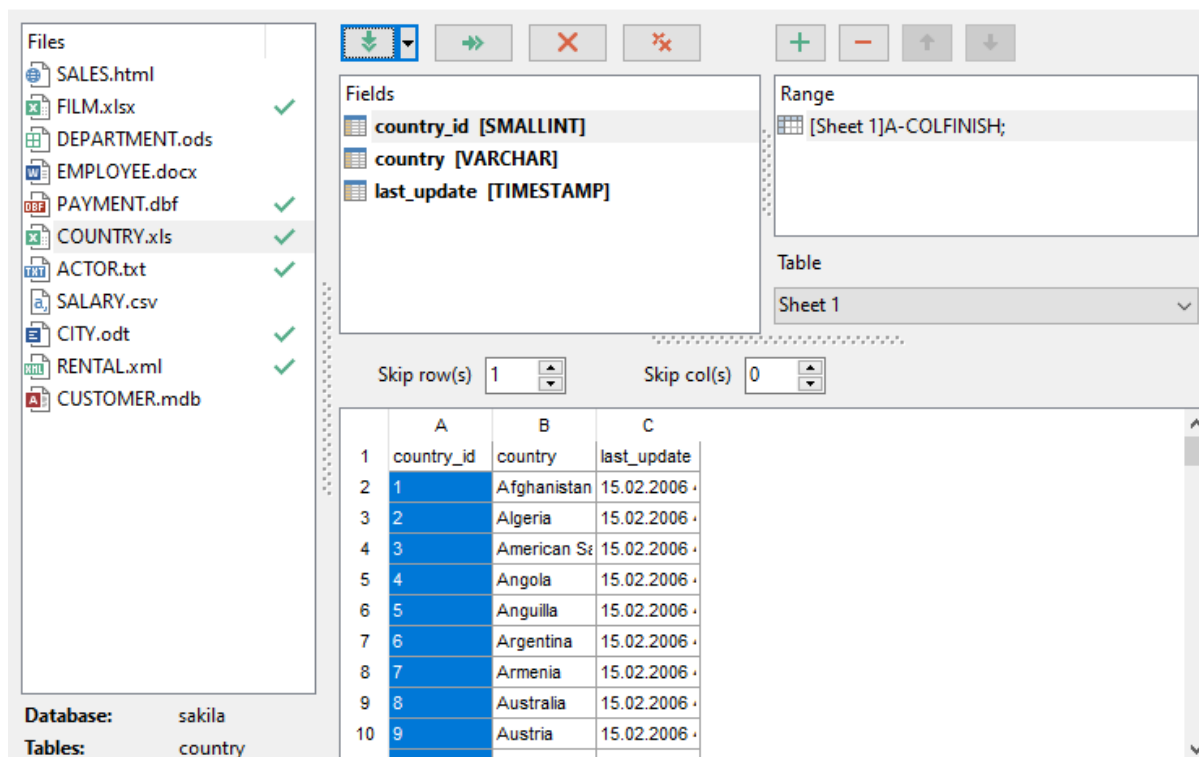 Files
SALES.html
FILM.xlsx
DEPARTMENT.ods
EMPLOYEE.docx
PAYMENT.dbf
COUNTRY.xls
ACTOR.txt
SALARY.csv
CITY.odt
RENTAL.xml
CUSTOMER.mdb
Database: sakila
Tables: country
Fields
country_id [SMALLINT]
country [VARCHAR]
last_update [TIMESTAMP]
Range
[Sheet 1]A-COLFINISH;
Table
Sheet 1
Skip row(s) 1 Skip col(s) 0
A B C
1 country_id country last_update
2 1 Afghanistan 15.02.2006
3 2 Algeria 15.02.2006
4 3 American 15.02.2006
5 4 Angola 15.02.2006
6 5 Anguilla 15.02.2006
7 6 Argentina 15.02.2006
8 7 Armenia 15.02.2006
9 8 Australia 15.02.2006
10 9 Austria 15.02.2006